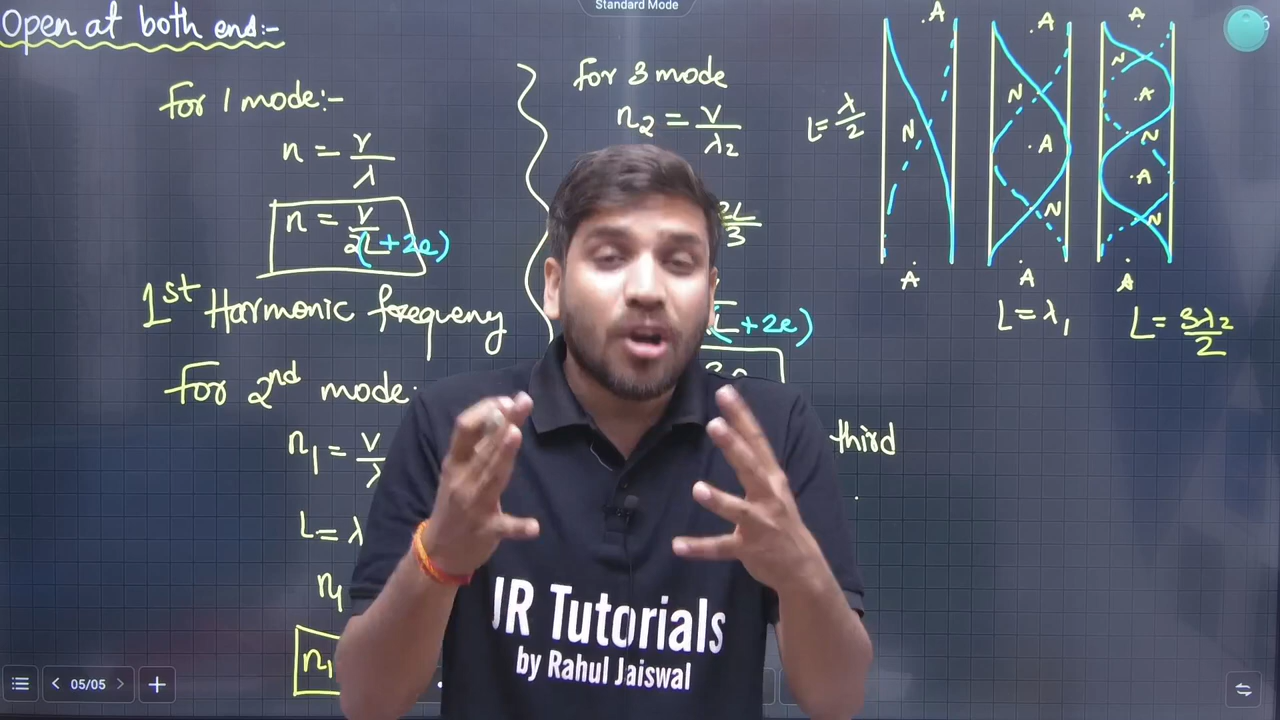 Standard Mode
Open at both end:-
For 1 mode:-
n = v/λ
n = v/2(L+2e)
1st Harmonic frequency
For 2nd mode:
n1 = v/λ
L = λ
n1
n1
For 3 mode
n2 = v/λ2
2L/3
(L+2e)
third
L = λ/2
A
N
A
A
N
A
N
A
A
N
A
N
A
N
A
L = λ1
L = 3λ2/2
JR Tutorials
by Rahul Jaiswal
05/05